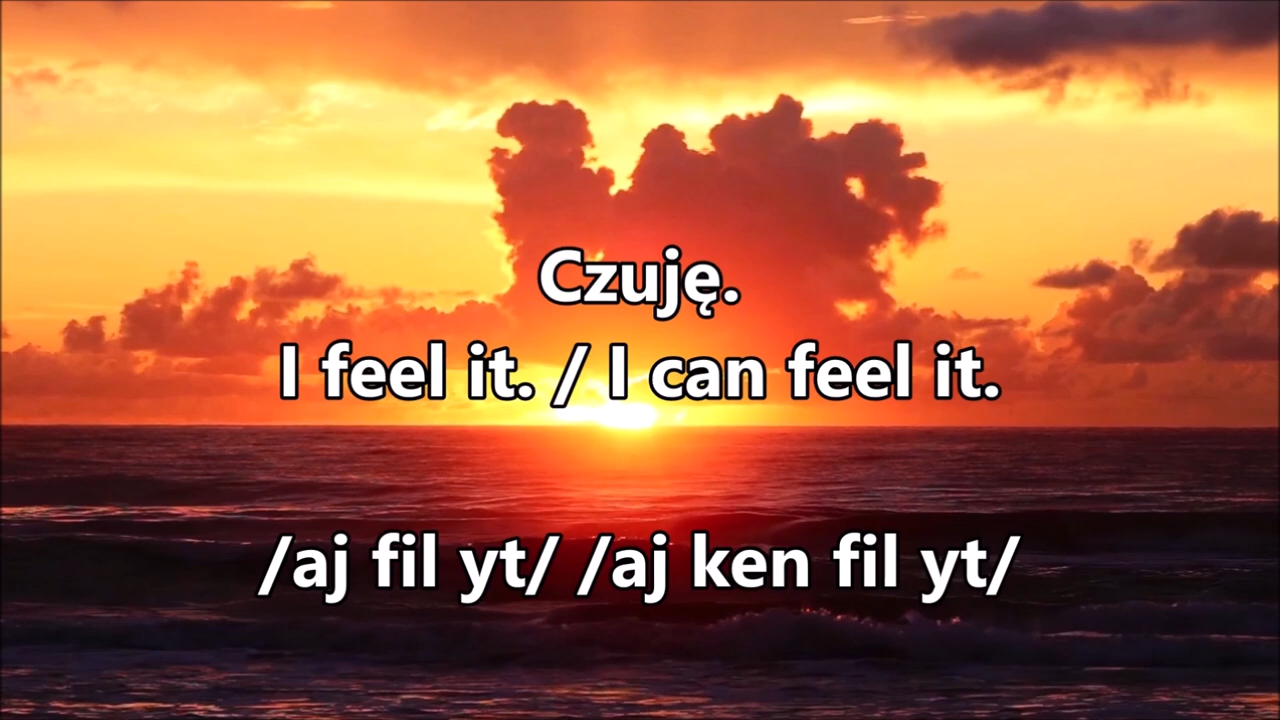 Czuję.
I feel it. / I can feel it.
/aj fil yt/ /aj ken fil yt/